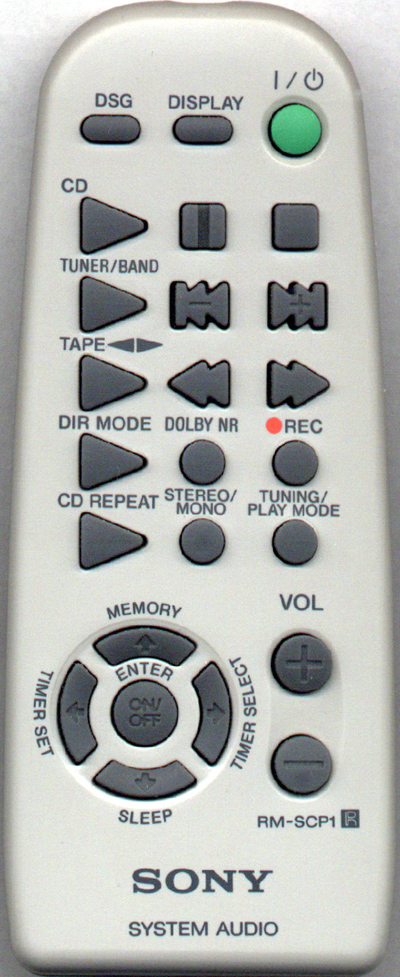 I / ⏻
DSG DISPLAY
CD
TUNER/BAND
− +
TAPE ◀▶
DIR MODE DOLBY NR ● REC
CD REPEAT STEREO/ MONO TUNING/ PLAY MODE
VOL
+
−
MEMORY
ENTER
ON/
OFF
TIMER SET
TIMER SELECT
SLEEP
RM-SCP1 R
SONY
SYSTEM AUDIO